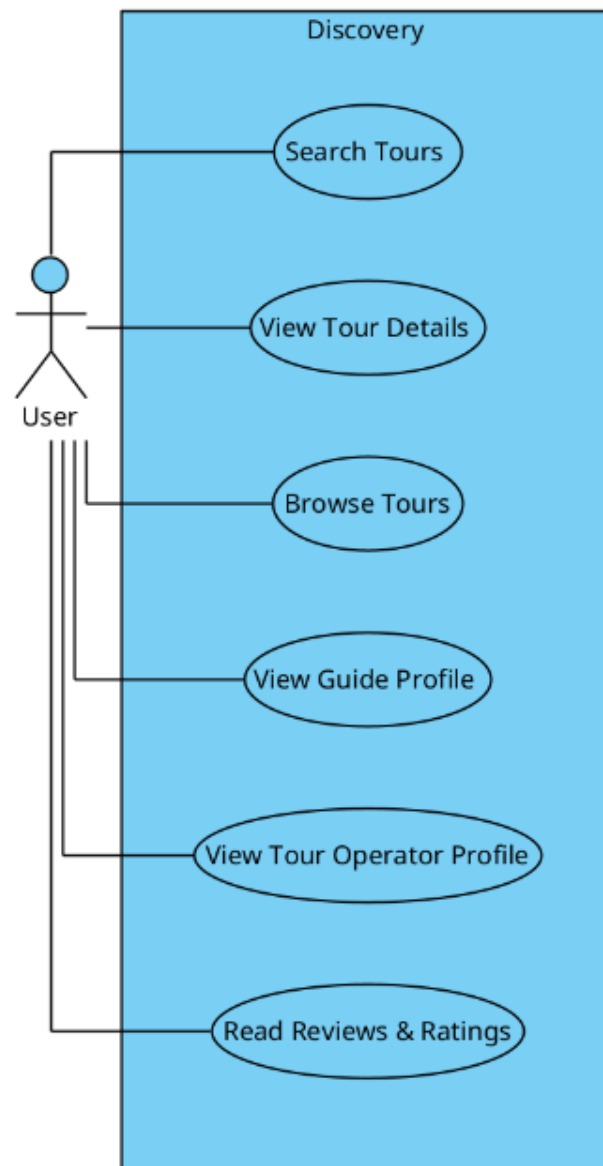 Discovery
Search Tours
View Tour Details
User
Browse Tours
View Guide Profile
View Tour Operator Profile
Read Reviews & Ratings